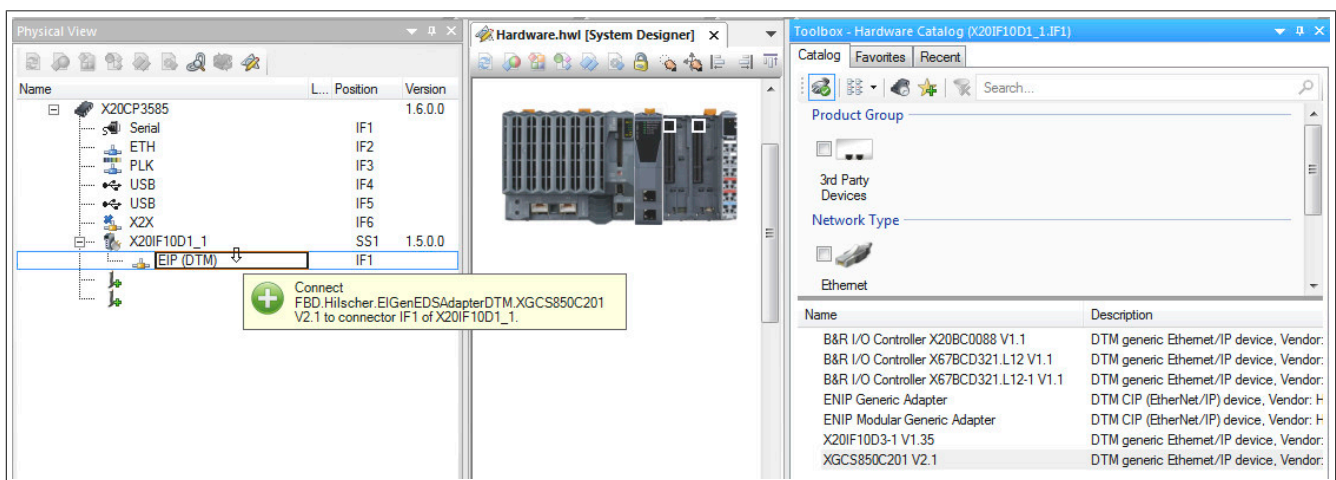 Physical View
Name L... Position Version
X20CP3585 1.6.0.0
Serial IF1
ETH IF2
PLK IF3
USB IF4
USB IF5
X2X IF6
X20IF10D1_1 SS1 1.5.0.0
EIP (DTM) IF1
Connect
FBD.Hilscher.EIGenEDSAdapterDTM.XGCS850C201
V2.1 to connector IF1 of X20IF10D1_1.
Hardware.hwl [System Designer]
Toolbox - Hardware Catalog (X20IF10D1_1.IF1)
Catalog Favorites Recent
Search...
Product Group
3rd Party
Devices
Network Type
Ethernet
Name Description
B&R I/O Controller X20BC0088 V1.1 DTM generic Ethernet/IP device, Vendor:
B&R I/O Controller X67BCD321.L12 V1.1 DTM generic Ethernet/IP device, Vendor:
B&R I/O Controller X67BCD321.L12-1 V1.1 DTM generic Ethernet/IP device, Vendor:
ENIP Generic Adapter DTM CIP (EtherNet/IP) device, Vendor: H
ENIP Modular Generic Adapter DTM CIP (EtherNet/IP) device, Vendor: H
X20IF10D3-1 V1.35 DTM generic Ethernet/IP device, Vendor:
XGCS850C201 V2.1 DTM generic Ethernet/IP device, Vendor: